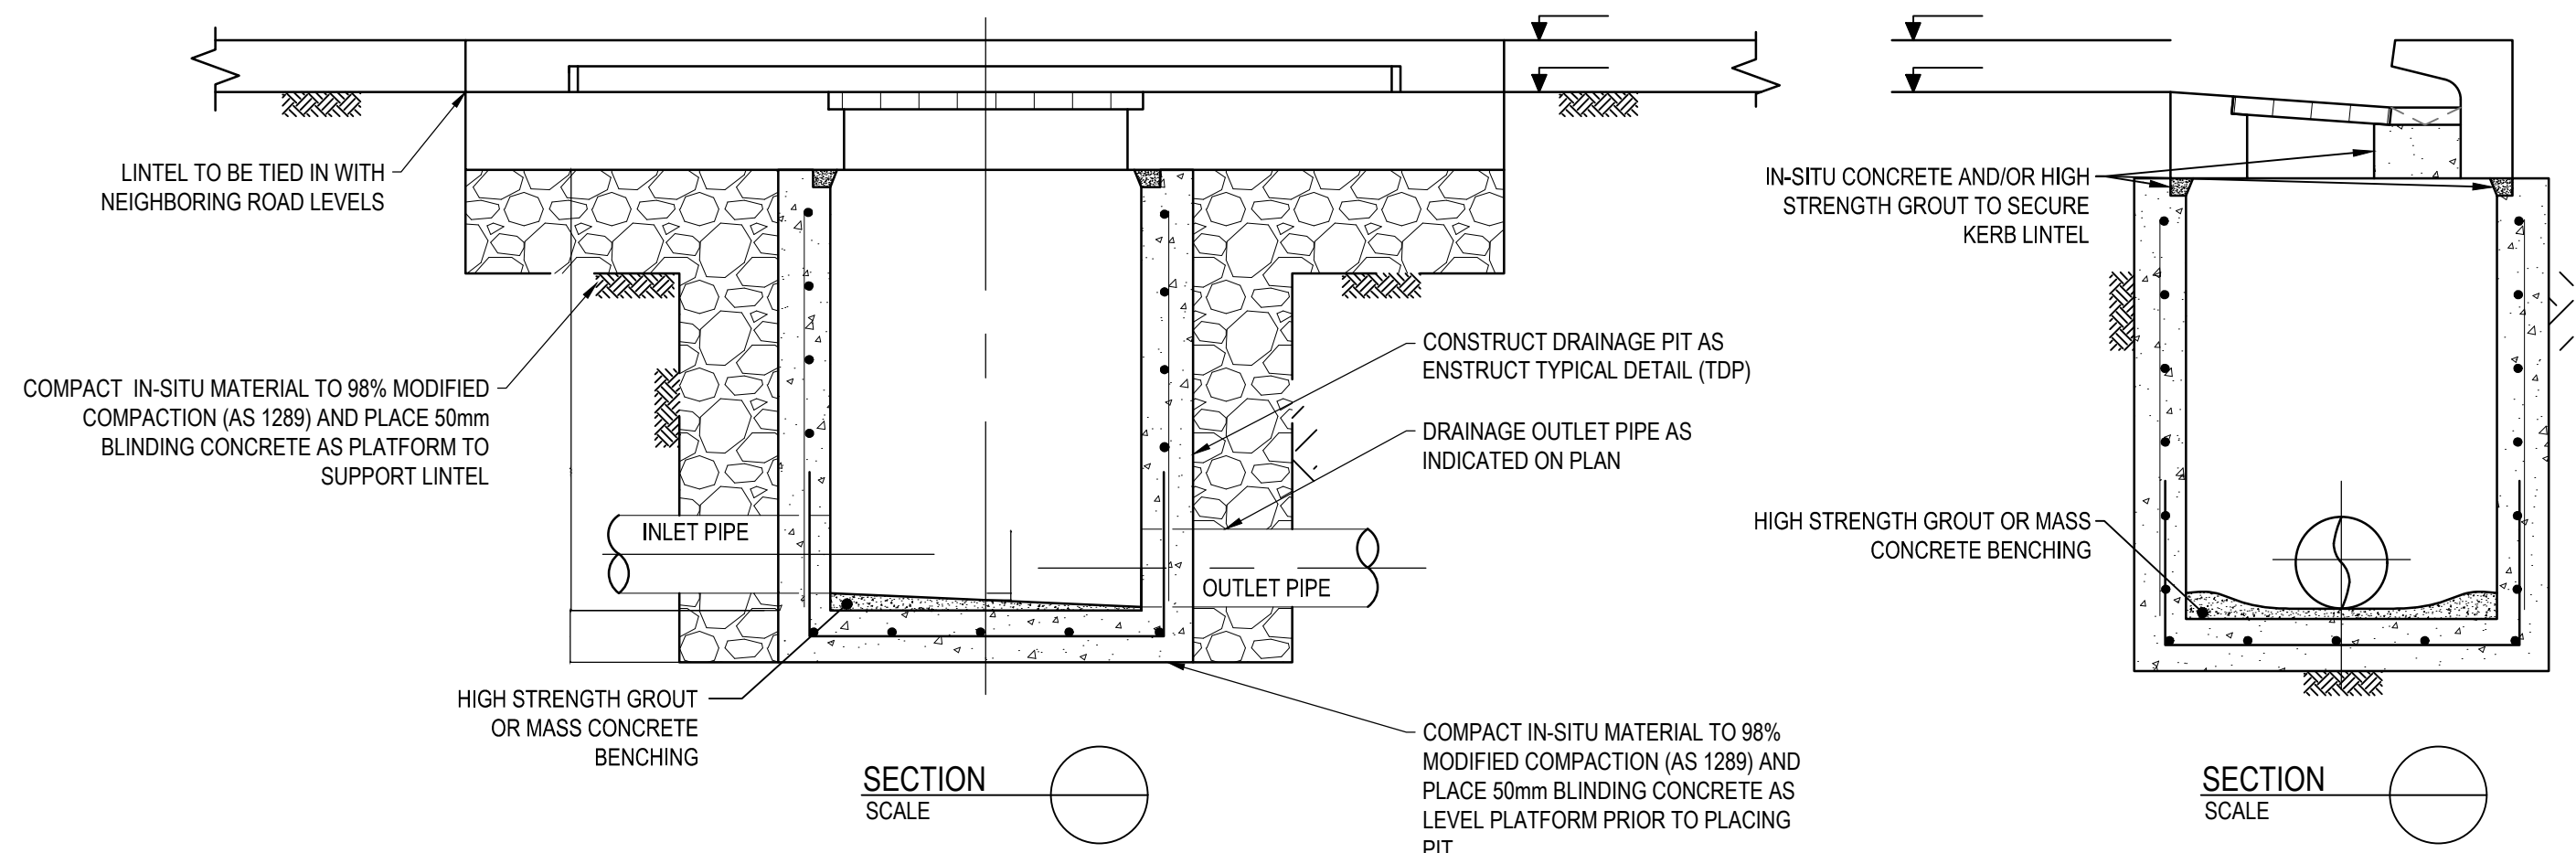 LINTEL TO BE TIED IN WITH
NEIGHBORING ROAD LEVELS
COMPACT IN-SITU MATERIAL TO 98% MODIFIED
COMPACTION (AS 1289) AND PLACE 50mm
BLINDING CONCRETE AS PLATFORM TO
SUPPORT LINTEL
INLET PIPE
OUTLET PIPE
HIGH STRENGTH GROUT
OR MASS CONCRETE
BENCHING
SECTION
SCALE
CONSTRUCT DRAINAGE PIT AS
ENSTRUCT TYPICAL DETAIL (TDP)
DRAINAGE OUTLET PIPE AS
INDICATED ON PLAN
COMPACT IN-SITU MATERIAL TO 98%
MODIFIED COMPACTION (AS 1289) AND
PLACE 50mm BLINDING CONCRETE AS
LEVEL PLATFORM PRIOR TO PLACING
PIT
IN-SITU CONCRETE AND/OR HIGH
STRENGTH GROUT TO SECURE
KERB LINTEL
HIGH STRENGTH GROUT OR MASS
CONCRETE BENCHING
SECTION
SCALE